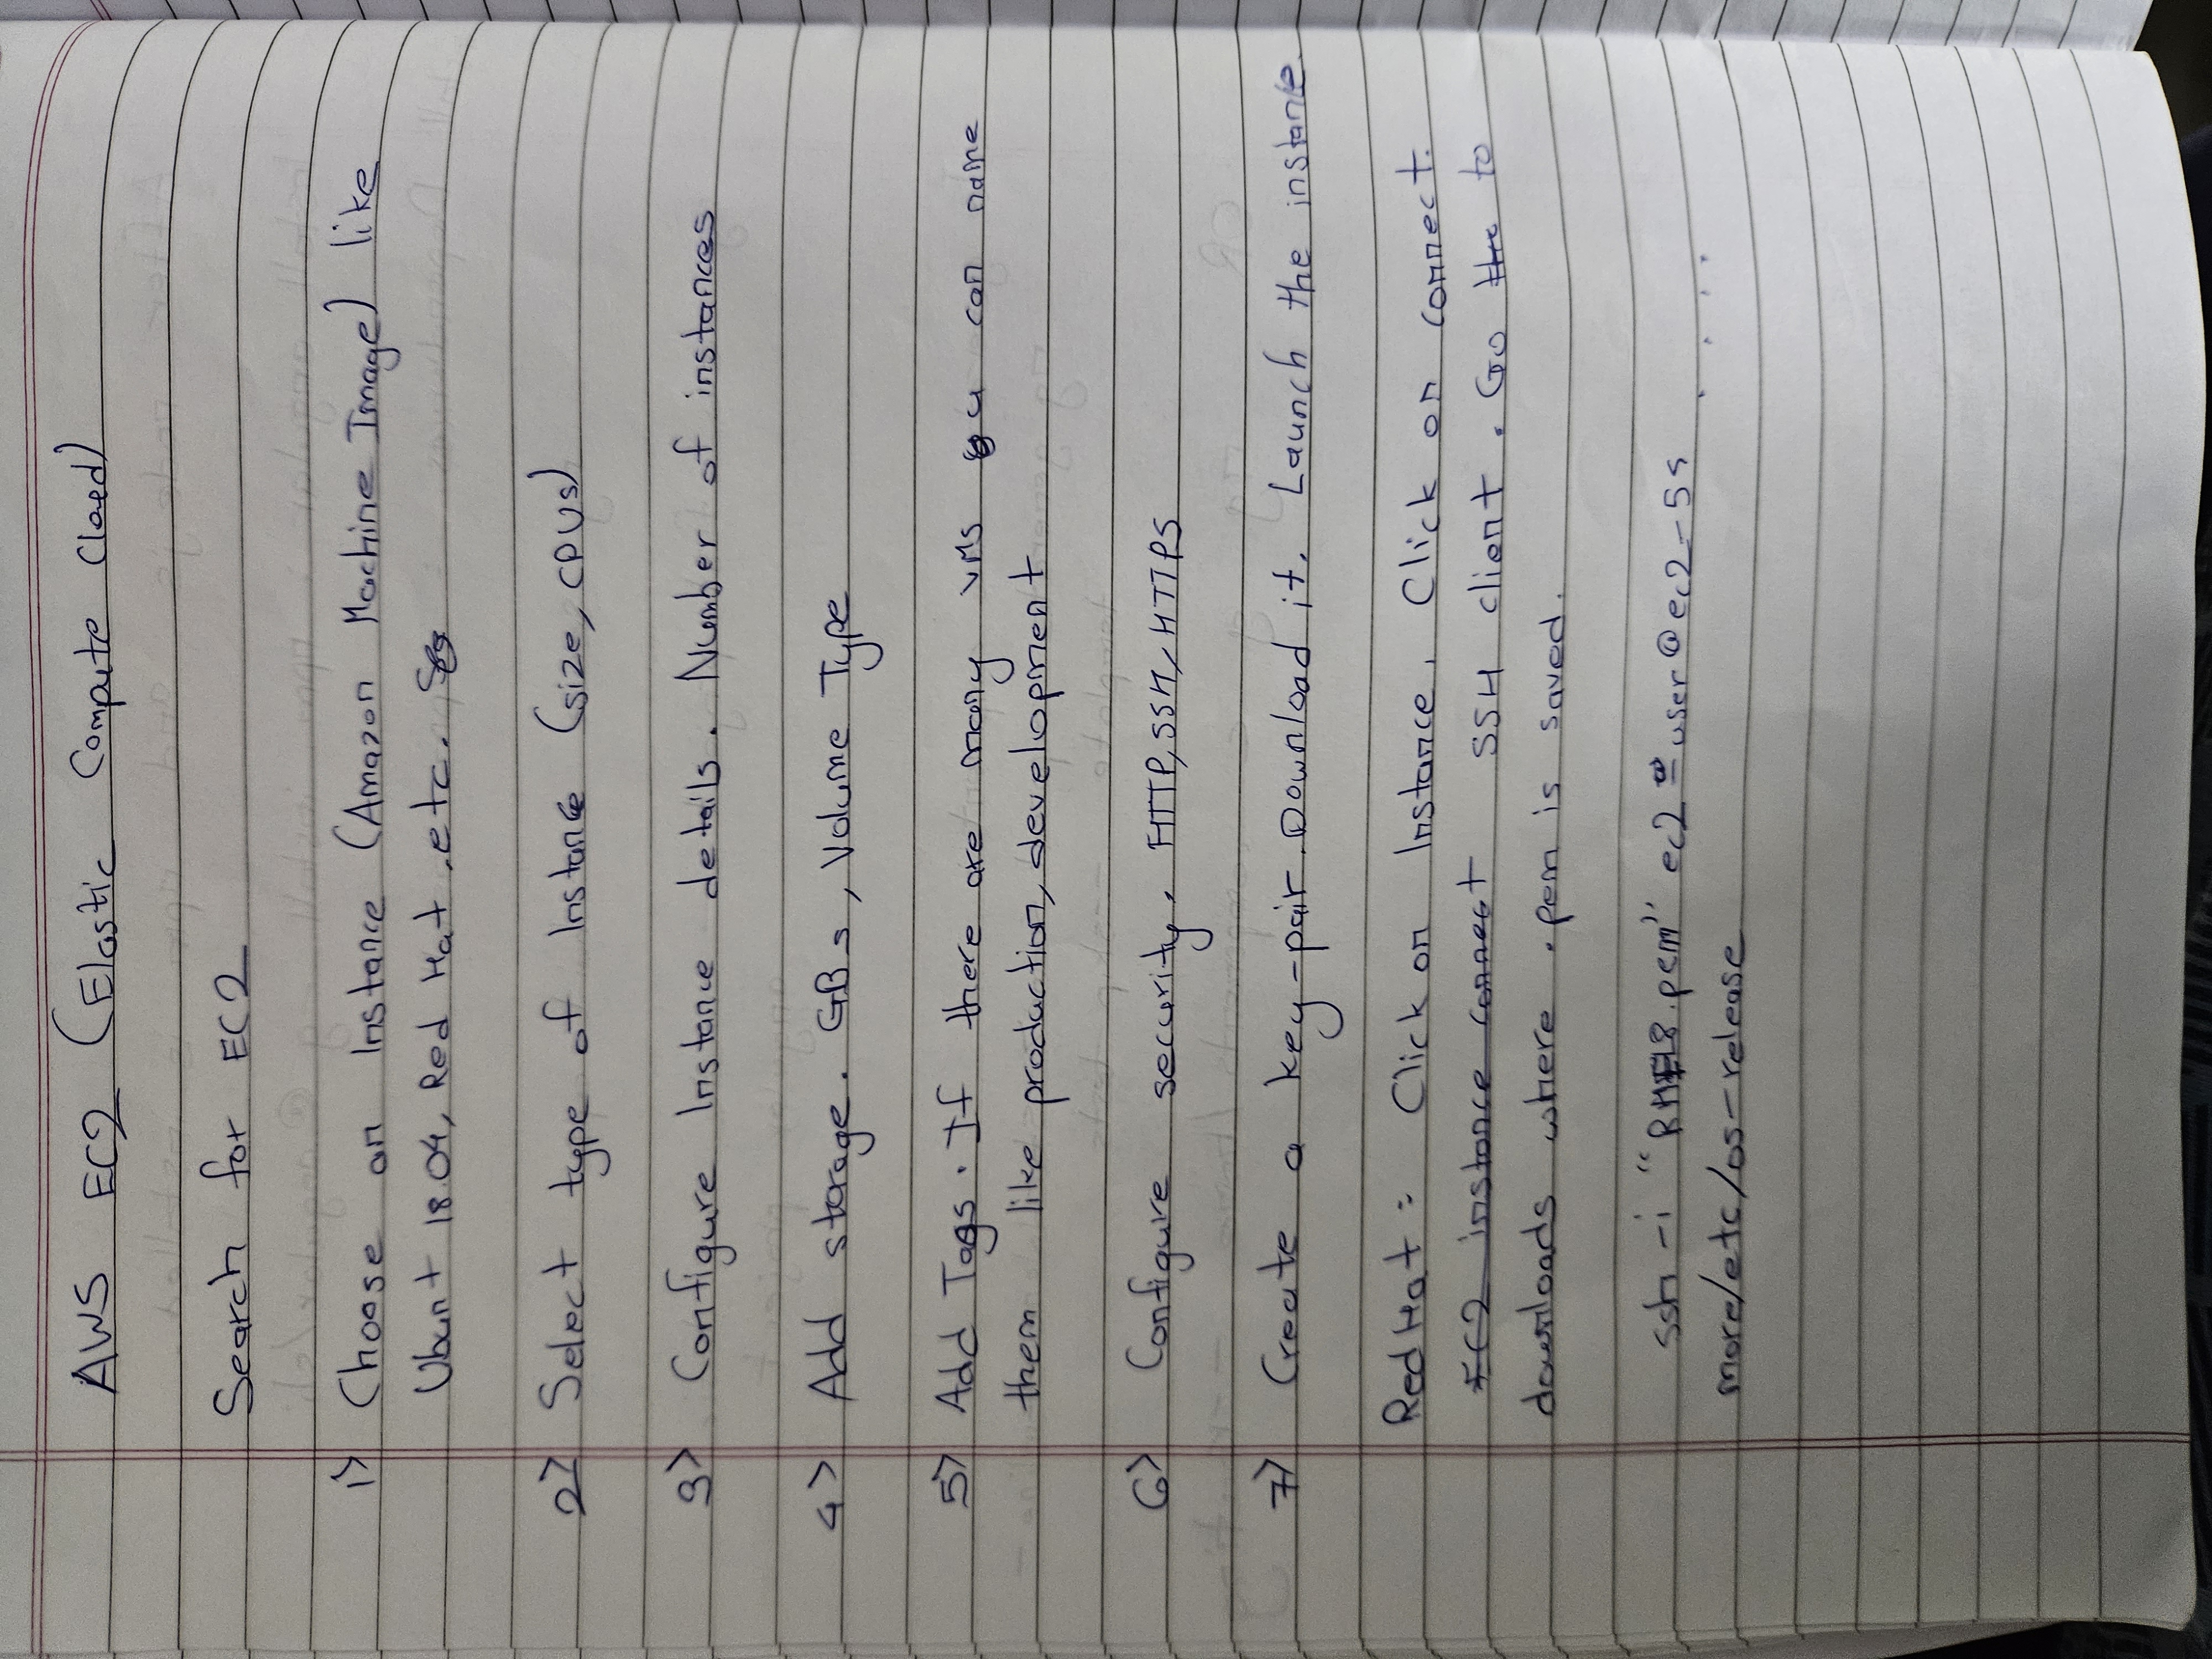 AWS EC2 (Elastic Compute Cloud)
Search for EC2
1> Choose an Instance (Amazon Machine Image) like
Ubunt 18.04, Red Hat, etc.
2> Select type of Instance (size, CPUs)
3> Configure Instance details. Number of instances
4> Add storage. GBs, Volume Type
5> Add Tags. If there are many VMs u can name
them like production, development
6> Configure security. HTTP, SSH, HTTPS
7> Create a key-pair. Download it. Launch the instance.
Red Hat: Click on Instance. Click on connect.
EC2 instance connect SSH client. Go to
downloads where .pem is saved.
ssh -i "RHEL8.pem" ec2-user@ec2-54 . . . .
more/etc/os-release